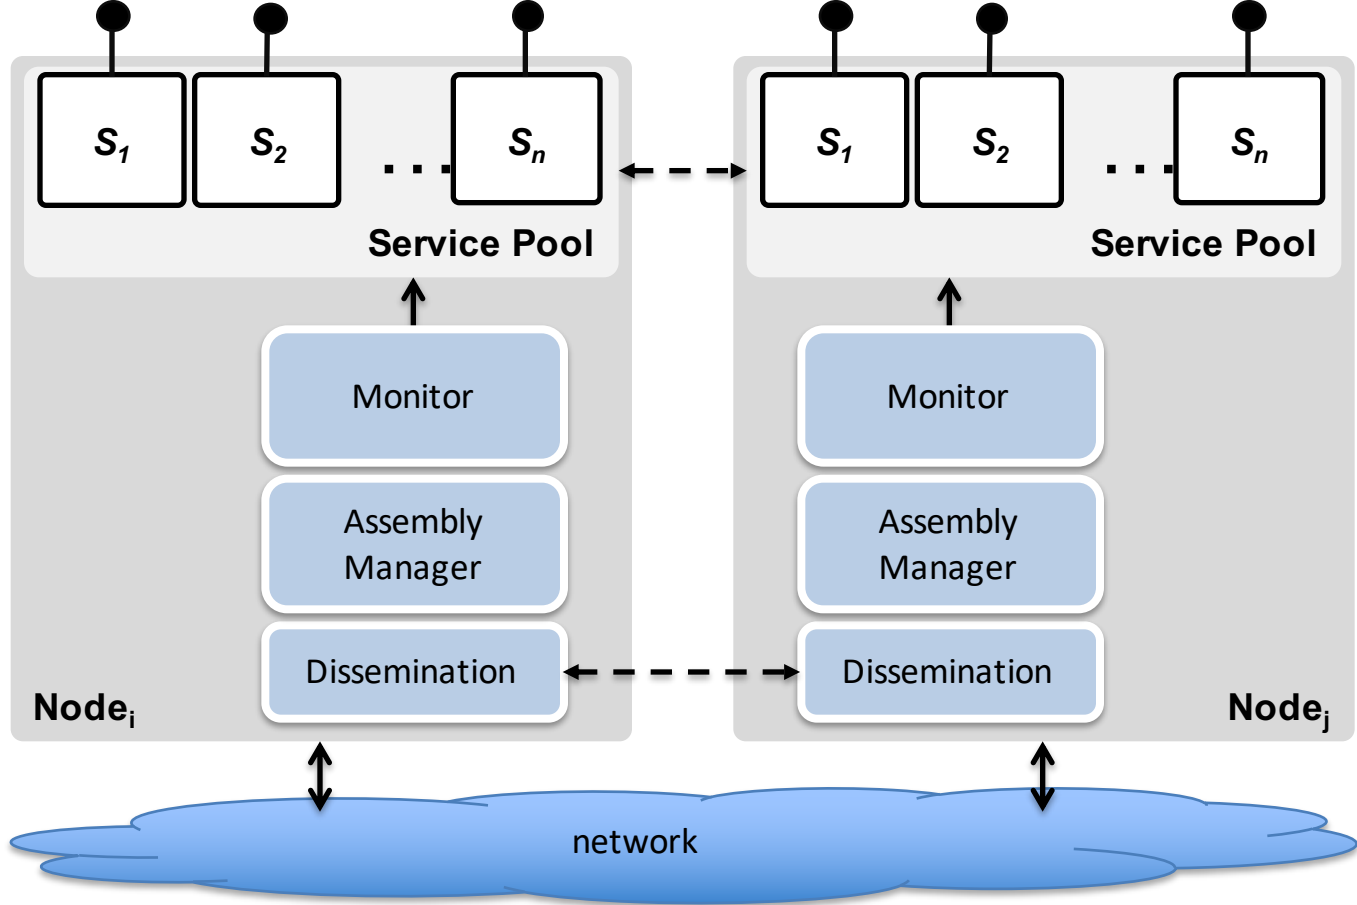 S1 S2 ... Sn
Service Pool
Monitor
Assembly
Manager
Dissemination
Nodei
S1 S2 ... Sn
Service Pool
Monitor
Assembly
Manager
Dissemination
Nodej
network